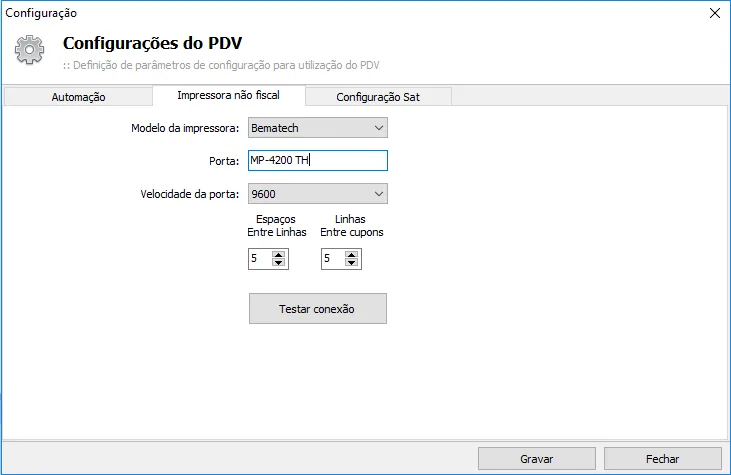 Configuração
Configurações do PDV
:: Definição de parâmetros de configuração para utilização do PDV
Automação
Impressora não fiscal
Configuração Sat
Modelo da impressora:
Bematech
Porta:
MP-4200 TH
Velocidade da porta:
9600
Espaços
Entre Linhas
Linhas
Entre cupons
5
5
Testar conexão
Gravar
Fechar